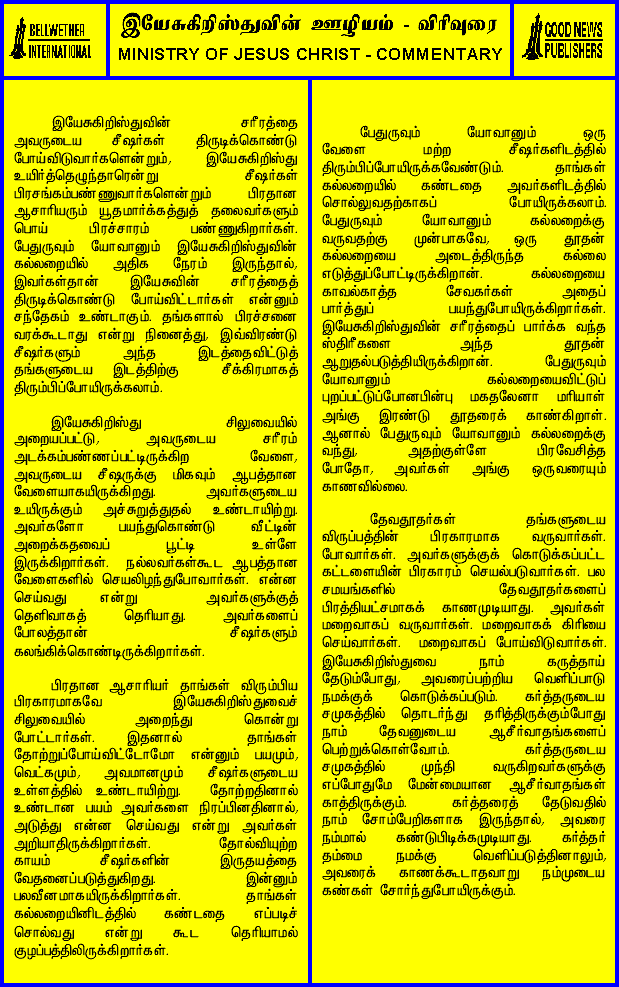 BELLWETHER
INTERNATIONAL
இயேசுகிறிஸ்துவின் ஊழியம் - விரிவுரை
MINISTRY OF JESUS CHRIST - COMMENTARY
GOOD NEWS
PUBLISHERS
இயேசுகிறிஸ்துவின் சரீரத்தை
அவருடைய சீஷர்கள் திருடிக்கொண்டு
போய்விடுவார்களென்றும், இயேசுகிறிஸ்து
உயிர்த்தெழுந்தாரென்று சீஷர்கள்
பிரசங்கம்பண்ணுவார்களென்றும் பிரதான
ஆசாரியரும் யூதமார்க்கத்துத் தலைவர்களும்
பொய் பிரச்சாரம் பண்ணுகிறார்கள்.
பேதுருவும் யோவானும் இயேசுகிறிஸ்துவின்
கல்லறையில் அதிக நேரம் இருந்தால்,
இவர்கள்தான் இயேசுவின் சரீரத்தைத்
திருடிக்கொண்டு போய்விட்டார்கள் என்னும்
சந்தேகம் உண்டாகும். தங்களால் பிரச்சனை
வரக்கூடாது என்று நினைத்து, இவ்விரண்டு
சீஷர்களும் அந்த இடத்தைவிட்டுத்
தங்களுடைய இடத்திற்கு சீக்கிரமாகத்
திரும்பிப்போயிருக்கலாம்.
இயேசுகிறிஸ்து சிலுவையில்
அறையப்பட்டு, அவருடைய சரீரம்
அடக்கம்பண்ணப்பட்டிருக்கிற வேளை,
அவருடைய சீஷருக்கு மிகவும் ஆபத்தான
வேளையாகயிருக்கிறது. அவர்களுடைய
உயிருக்கும் அச்சுறுத்துதல் உண்டாயிற்று.
அவர்களோ பயந்துகொண்டு வீட்டின்
அறைக்கதவைப் பூட்டி உள்ளே
இருக்கிறார்கள். நல்லவர்கள்கூட ஆபத்தான
வேளைகளில் செயலிழந்துபோவார்கள். என்ன
செய்வது என்று அவர்களுக்குத்
தெளிவாகத் தெரியாது. அவர்களைப்
போலத்தான் சீஷர்களும்
கலங்கிக்கொண்டிருக்கிறார்கள்.
பிரதான ஆசாரியர் தாங்கள் விரும்பிய
பிரகாரமாகவே இயேசுகிறிஸ்துவைச்
சிலுவையில் அறைந்து கொன்று
போட்டார்கள். இதனால் தாங்கள்
தோற்றுப்போய்விட்டோமோ என்னும் பயமும்,
வெட்கமும், அவமானமும் சீஷர்களுடைய
உள்ளத்தில் உண்டாயிற்று. தோற்றதினால்
உண்டான பயம் அவர்களை நிரப்பினதினால்,
அடுத்து என்ன செய்வது என்று அவர்கள்
அறியாதிருக்கிறார்கள். தோல்வியுற்ற
காயம் சீஷர்களின் இருதயத்தை
வேதனைப்படுத்துகிறது. இன்னும்
பலவீனமாகயிருக்கிறார்கள். தாங்கள்
கல்லறையினிடத்தில் கண்டதை எப்படிச்
சொல்வது என்று கூட தெரியாமல்
குழப்பத்திலிருக்கிறார்கள்.
பேதுருவும் யோவானும் ஒரு
வேளை மற்ற சீஷர்களிடத்தில்
திரும்பிப்போயிருக்கவேண்டும். தாங்கள்
கல்லறையில் கண்டதை அவர்களிடத்தில்
சொல்லுவதற்காகப் போயிருக்கலாம்.
பேதுருவும் யோவானும் கல்லறைக்கு
வருவதற்கு முன்பாகவே, ஒரு தூதன்
கல்லறையை அடைத்திருந்த கல்லை
எடுத்துப்போட்டிருக்கிறான். கல்லறையை
காவல்காத்த சேவகர்கள் அதைப்
பார்த்துப் பயந்துபோயிருக்கிறார்கள்.
இயேசுகிறிஸ்துவின் சரீரத்தைப் பார்க்க வந்த
ஸ்திரீகளை அந்த தூதன்
ஆறுதல்படுத்தியிருக்கிறான். பேதுருவும்
யோவானும் கல்லறையைவிட்டுப்
புறப்பட்டுப்போனபின்பு மகதலேனா மரியாள்
அங்கு இரண்டு தூதரைக் காண்கிறாள்.
ஆனால் பேதுருவும் யோவானும் கல்லறைக்கு
வந்து, அதற்குள்ளே பிரவேசித்த
போதோ, அவர்கள் அங்கு ஒருவரையும்
காணவில்லை.
தேவதூதர்கள் தங்களுடைய
விருப்பத்தின் பிரகாரமாக வருவார்கள்.
போவார்கள். அவர்களுக்குக் கொடுக்கப்பட்ட
கட்டளையின் பிரகாரம் செயல்படுவார்கள். பல
சமயங்களில் தேவதூதர்களைப்
பிரத்தியட்சமாகக் காணமுடியாது. அவர்கள்
மறைவாகப் வருவார்கள். மறைவாகக் கிரியை
செய்வார்கள். மறைவாகப் போய்விடுவார்கள்.
இயேசுகிறிஸ்துவை நாம் கருத்தாய்
தேடும்போது, அவரைப்பற்றிய வெளிப்பாடு
நமக்குக் கொடுக்கப்படும். கர்த்தருடைய
சமுகத்தில் தொடர்ந்து தரித்திருக்கும்போது
நாம் தேவனுடைய ஆசீர்வாதங்களைப்
பெற்றுக்கொள்வோம். கர்த்தருடைய
சமுகத்தில் முந்தி வருகிறவர்களுக்கு
எப்போதுமே மேன்மையான ஆசீர்வாதங்கள்
காத்திருக்கும். கர்த்தரைத் தேடுவதில்
நாம் சோம்பேறிகளாக இருந்தால், அவரை
நம்மால் கண்டுபிடிக்கமுடியாது. கர்த்தர்
தம்மை நமக்கு வெளிப்படுத்தினாலும்,
அவரைக் காணக்கூடாதவாறு நம்முடைய
கண்கள் சோர்ந்துபோயிருக்கும்.